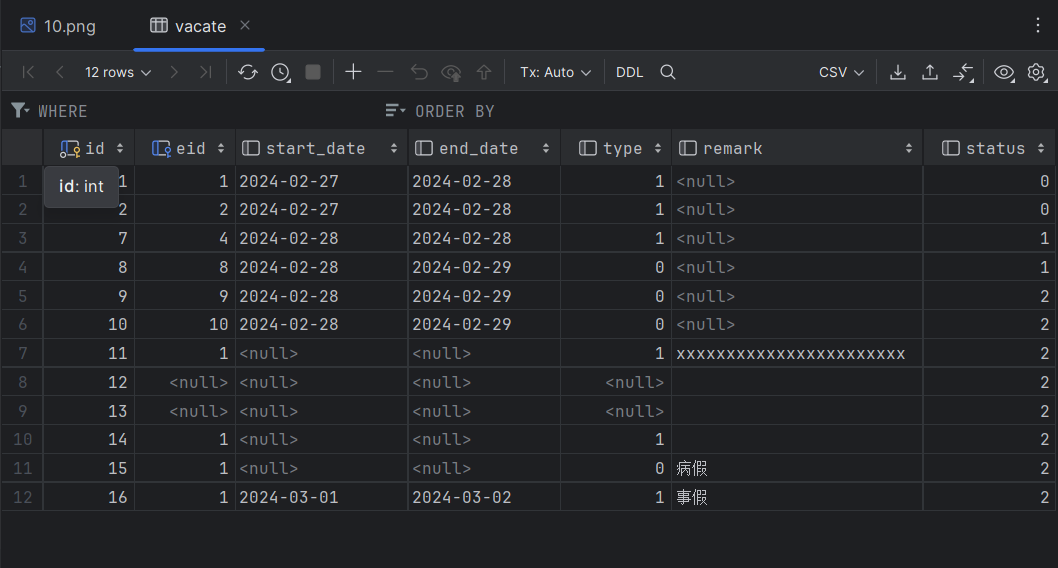 10.png vacate
12 rows Tx: Auto DDL CSV
WHERE ORDER BY
id eid start_date end_date type remark status
1 1 1 2024-02-27 2024-02-28 1 <null> 0
id: int
2 2 2 2024-02-27 2024-02-28 1 <null> 0
3 7 4 2024-02-28 2024-02-28 1 <null> 1
4 8 8 2024-02-28 2024-02-29 0 <null> 1
5 9 9 2024-02-28 2024-02-29 0 <null> 2
6 10 10 2024-02-28 2024-02-29 0 <null> 2
7 11 1 <null> <null> 1 xxxxxxxxxxxxxxxxxxxxxxx 2
8 12 <null> <null> <null> <null> 2
9 13 <null> <null> <null> <null> 2
10 14 1 <null> <null> 1 2
11 15 1 <null> <null> 0 病假 2
12 16 1 2024-03-01 2024-03-02 1 事假 2